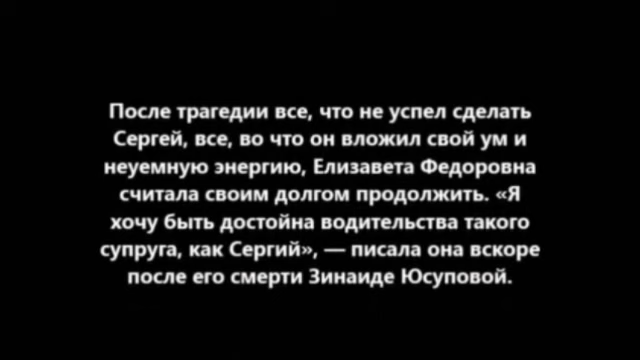 После трагедии все, что не успел сделать
Сергей, все, во что он вложил свой ум и
неуемную энергию, Елизавета Федоровна
считала своим долгом продолжить. «Я
хочу быть достойна водительства такого
супруга, как Сергий», — писала она вскоре
после его смерти Зинаиде Юсуповой.